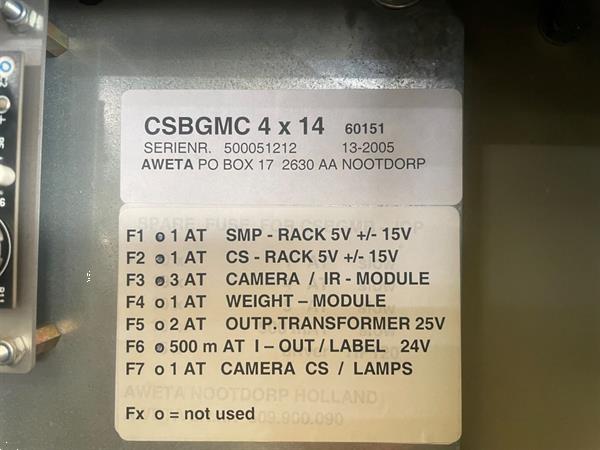 CSBGMC 4 x 14 60151
SERIENR. 500051212 13-2005
AWETA PO BOX 17 2630 AA NOOTDORP
F1 o 1 AT SMP - RACK 5V +/- 15V
F2 o 1 AT CS - RACK 5V +/- 15V
F3 o 3 AT CAMERA / IR - MODULE
F4 o 1 AT WEIGHT – MODULE
F5 o 2 AT OUTP.TRANSFORMER 25V
F6 o 500 m AT I – OUT / LABEL 24V
F7 o 1 AT CAMERA CS / LAMPS
AWETA NOOTDORP HOLLAND
Fx o = not used